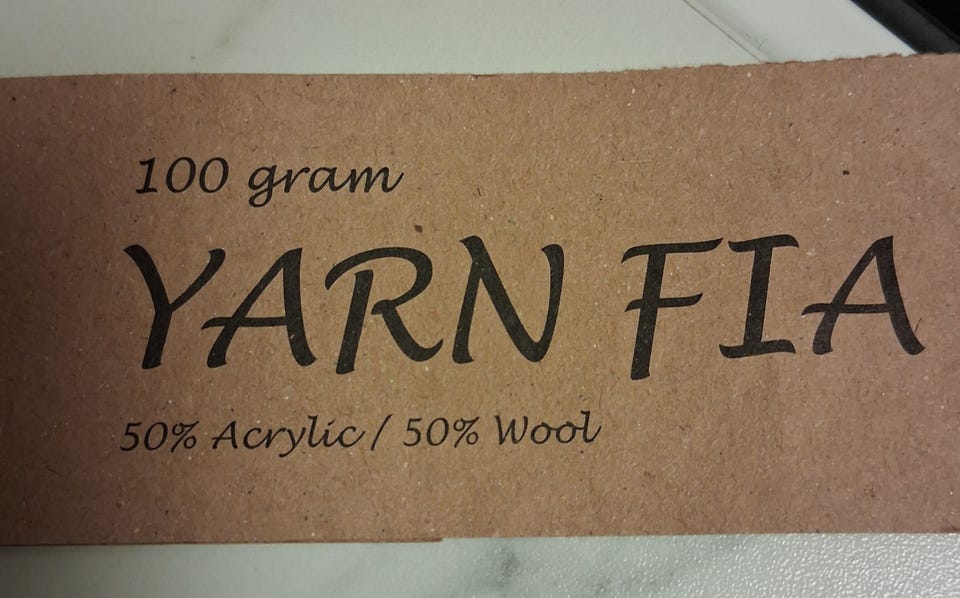 100 gram
YARN FIA
50% Acrylic / 50% Wool